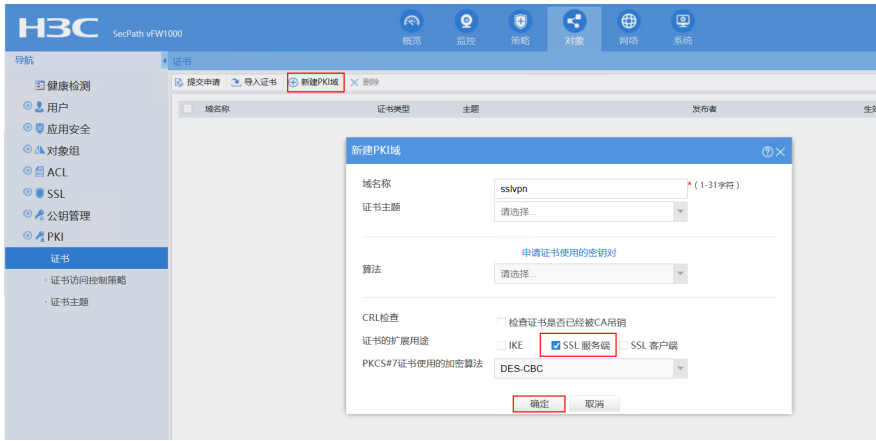 H3C SecPath vFW1000
概览 监控 策略 对象 网络 系统
导航
证书
提交申请 导入证书 新建PKI域 删除
健康检测
用户
应用安全
对象组
ACL
SSL
公钥管理
PKI
证书
证书访问控制策略
证书主题
域名称 证书类型 主题 发布者 生效
新建PKI域
域名称 sslvpn * ( 1-31字符 )
证书主题 请选择...
申请证书使用的密钥对
算法 请选择...
CRL检查 检查证书是否已经被CA吊销
证书的扩展用途 IKE SSL 服务端 SSL 客户端
PKCS#7证书使用的加密算法 DES-CBC
确定 取消